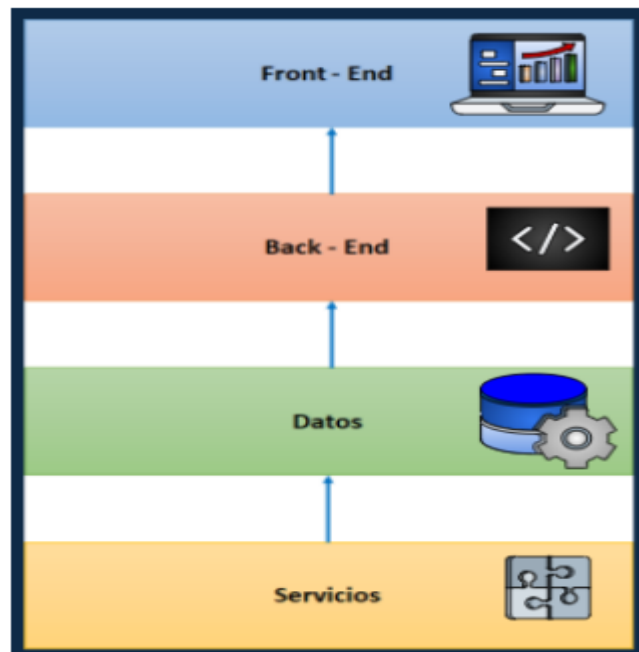 Front - End
</>
Back - End
Datos
Servicios